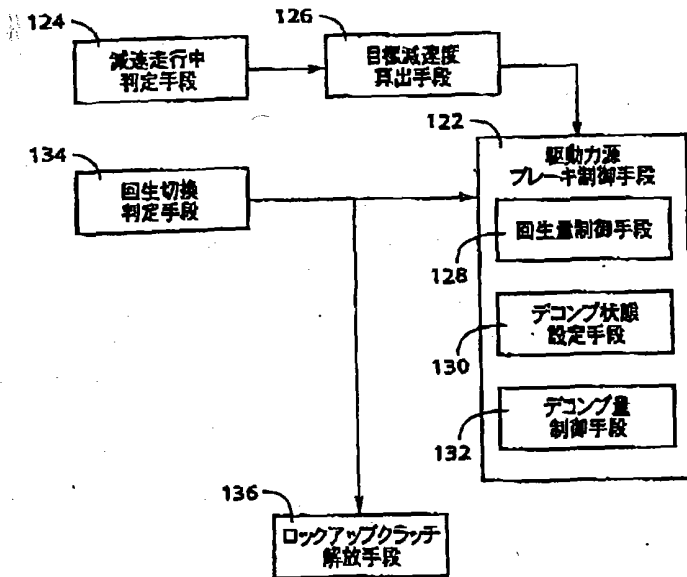 124
減速走行中
判定手段
126
目標減速度
算出手段
122
駆動力源
ブレーキ制御手段
134
回生切換
判定手段
回生量制御手段
128
デコンプ状態
設定手段
130
デコンプ量
制御手段
132
136
ロックアップクラッチ
解放手段